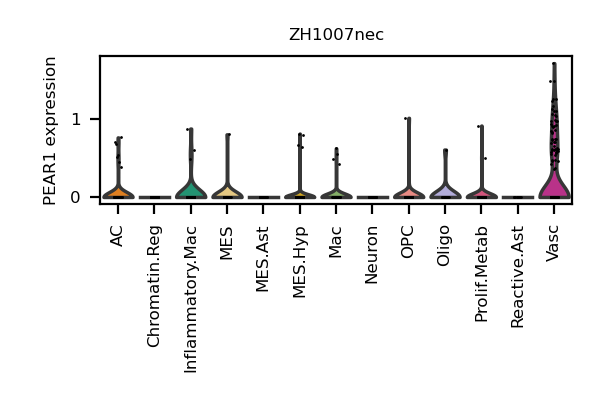 ZH1007nec
PEAR1 expression
1
0
AC
Chromatin.Reg
Inflammatory.Mac
MES
MES.Ast
MES.Hyp
Mac
Neuron
OPC
Oligo
Prolif.Metab
Reactive.Ast
Vasc